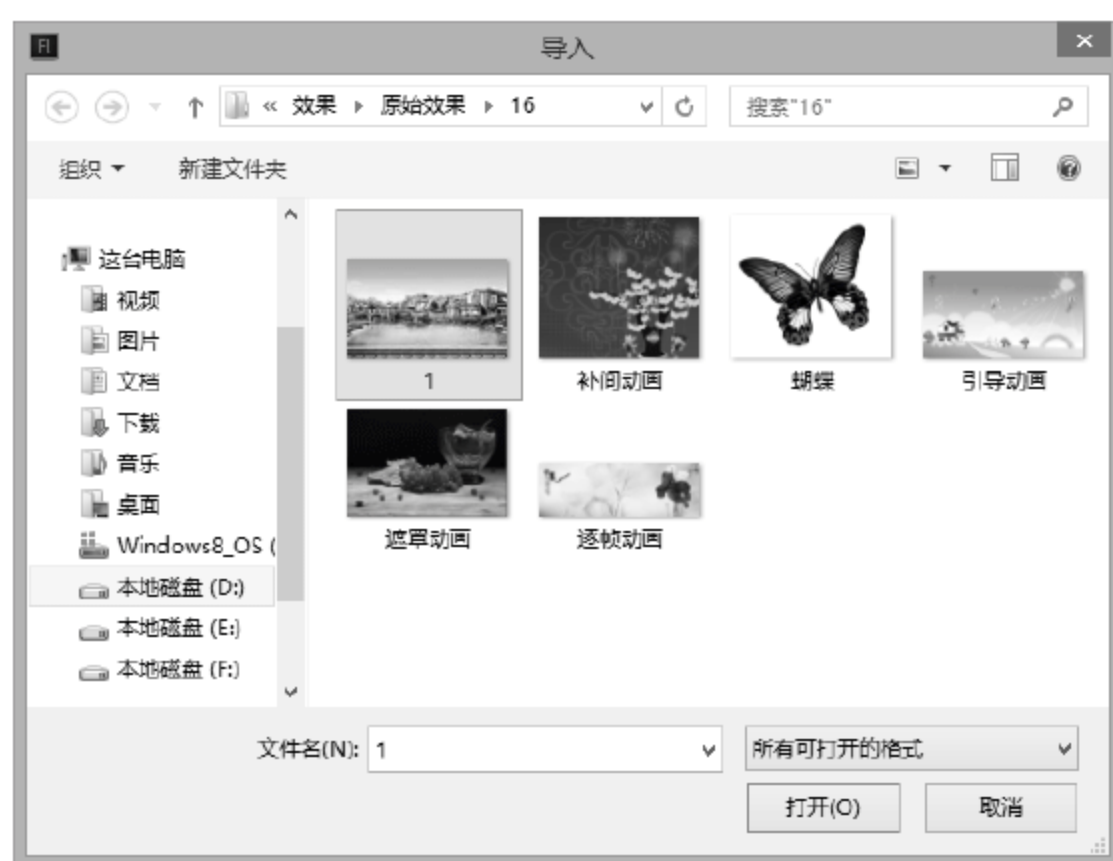 Fl
导入
« 效果 ▸ 原始效果 ▸ 16
搜索"16"
组织
新建文件夹
这台电脑
视频
图片
文档
下载
音乐
桌面
Windows8_OS (
本地磁盘 (D:)
本地磁盘 (E:)
本地磁盘 (F:)
1
补间动画
蝴蝶
引导动画
遮罩动画
逐帧动画
文件名(N): 1
所有可打开的格式
打开(O)
取消